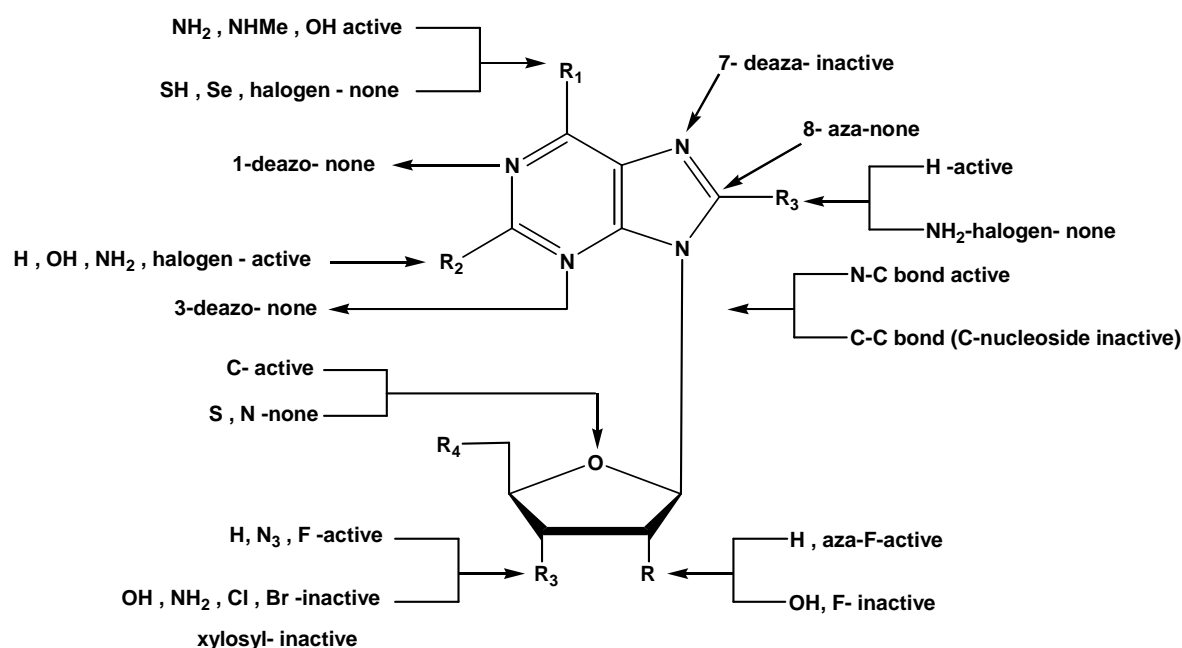 NH2 , NHMe , OH active
SH , Se , halogen - none
R1
7- deaza- inactive
8- aza-none
N
1-deazo- none
N
H -active
R3
NH2-halogen- none
H , OH , NH2 , halogen - active
R2
N
N
N-C bond active
3-deazo- none
C-C bond (C-nucleoside inactive)
C- active
S , N -none
R4
O
H, N3 , F -active
H , aza-F-active
R3
R
OH , NH2 , Cl , Br -inactive
OH, F- inactive
xylosyl- inactive